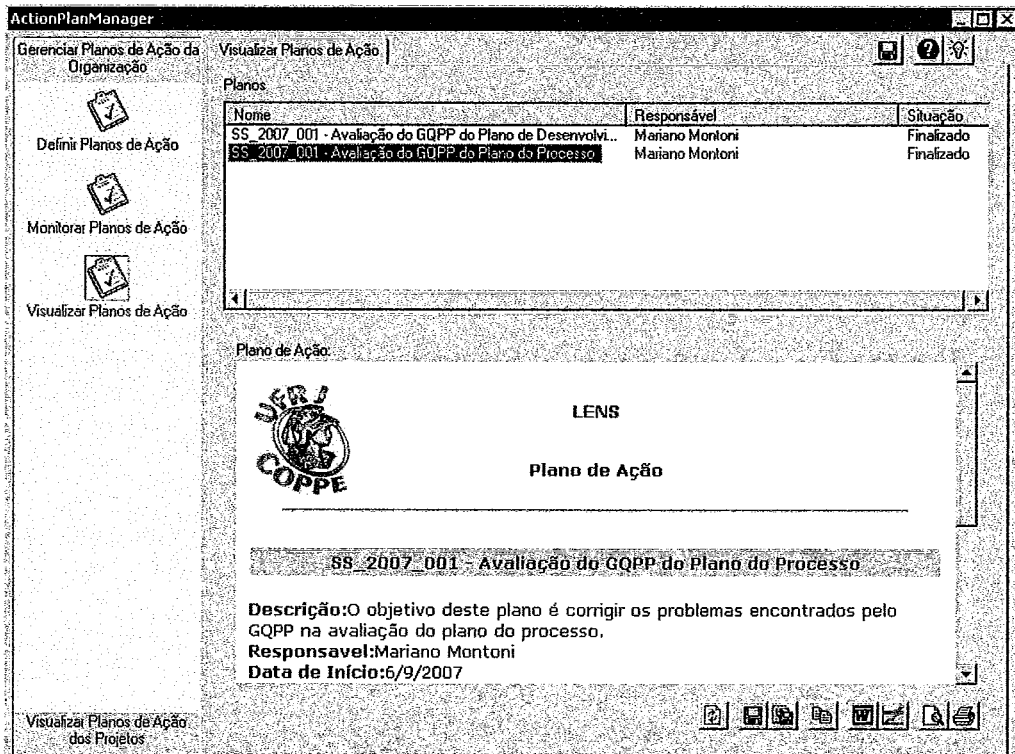 ActionPlanManager
Gerenciar Planos de Ação da
Organização
Definir Planos de Ação
Monitorar Planos de Ação
Visualizar Planos de Ação
Visualizar Planos de Ação
dos Projetos
Visualizar Planos de Ação
Planos
Nome Responsável Situação
SS_2007_001 - Avaliação do GQPP do Plano de Desenvolvi... Mariano Montoni Finalizado
SS_2007_001 - Avaliação do GQPP do Plano do Processo Mariano Montoni Finalizado
Plano de Ação:
UFRJ
COPPE
LENS
Plano de Ação
SS_2007_001 - Avaliação do GQPP do Plano do Processo
Descrição:O objetivo deste plano é corrigir os problemas encontrados pelo
GQPP na avaliação do plano do processo.
Responsavel:Mariano Montoni
Data de Início:6/9/2007